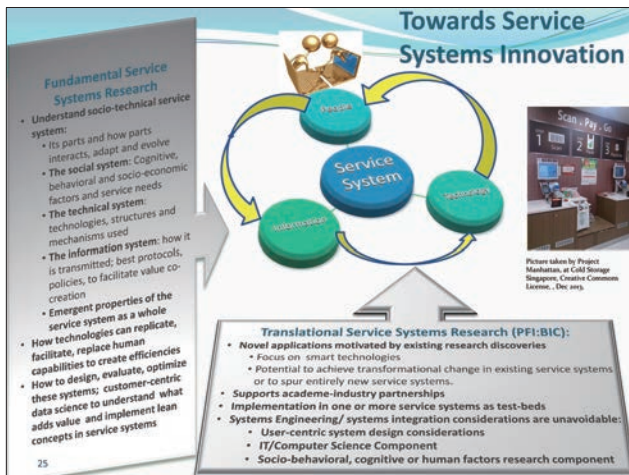 Towards Service
Systems Innovation
Fundamental Service
Systems Research
• Understand socio-technical service
system:
• Its parts and how parts
interacts, adapt and evolve
• The social system: Cognitive,
behavioral and socio-economic
factors and service needs
• The technical system:
technologies, structures and
mechanisms used
• The information system: how it
is transmitted; best protocols,
policies, to facilitate value co-
creation
• Emergent properties of the
service system as a whole
• How technologies can replicate,
facilitate, replace human
capabilities to create efficiencies
• How to design, evaluate, optimize
these systems; customer-centric
data science to understand what
adds value and implement lean
concepts in service systems
25
People
Service
System
Technology
Information
Scan . Pay . Go
1
2
3
Picture taken by Project
Manhattan, at Cold Storage
Singapore, Creative Commons
License, , Dec 2013,
Translational Service Systems Research (PFI:BIC):
• Novel applications motivated by existing research discoveries
• Focus on smart technologies
• Potential to achieve transformational change in existing service systems
or to spur entirely new service systems.
• Supports academe-industry partnerships
• Implementation in one or more service systems as test-beds
• Systems Engineering/ systems integration considerations are unavoidable:
• User-centric system design considerations
• IT/Computer Science Component
• Socio-behavioral, cognitive or human factors research component